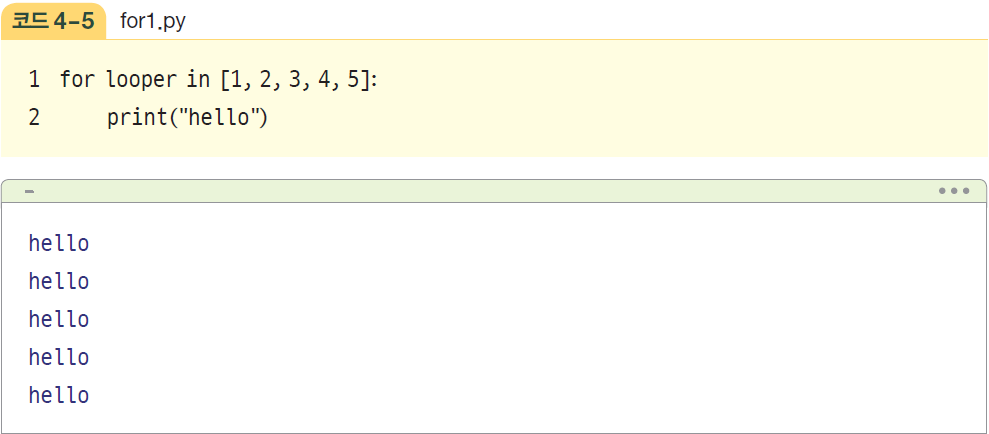 코드 4-5 for1.py
1 for looper in [1, 2, 3, 4, 5]:
2     print("hello")
hello
hello
hello
hello
hello